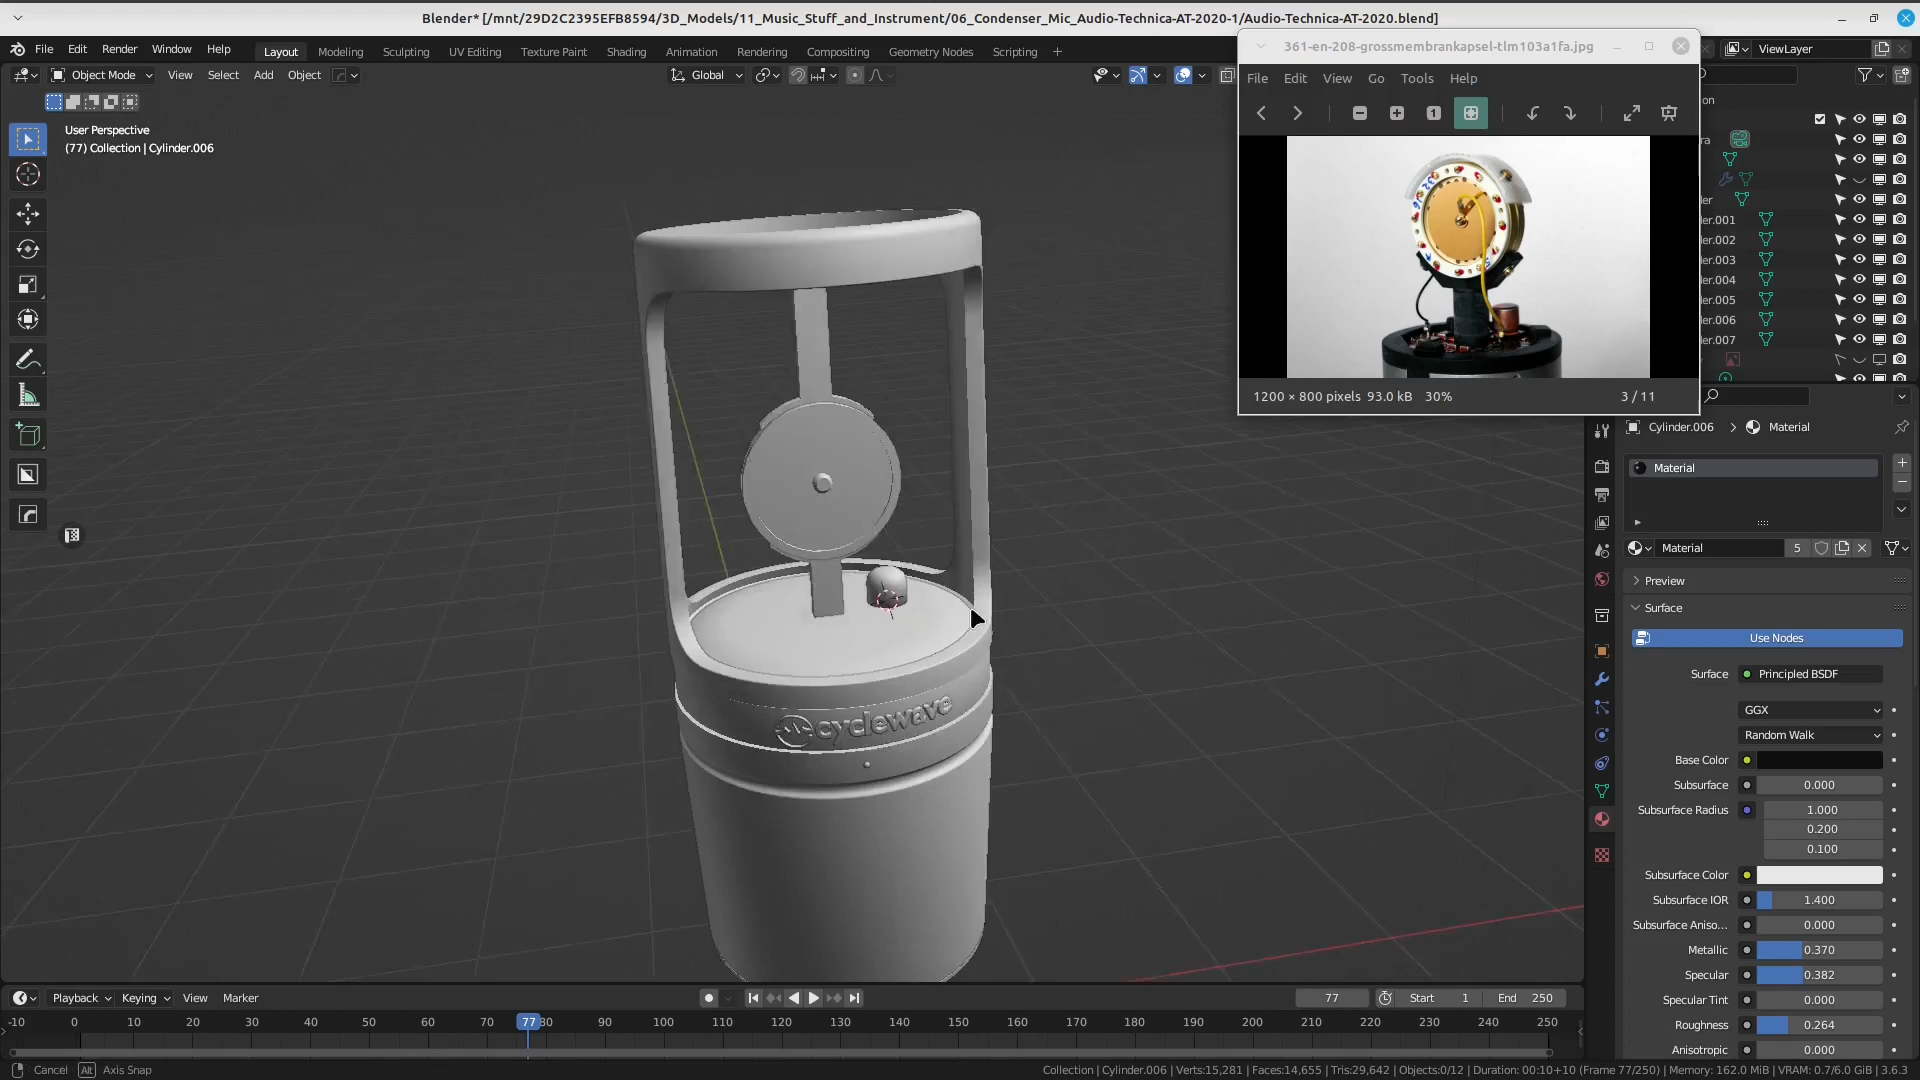 Blender* [/mnt/29D2C2395EFB8594/3D_Models/11_Music_Stuff_and_Instrument/06_Condenser_Mic_Audio-Technica-AT-2020-1/Audio-Technica-AT-2020.blend]
File Edit Render Window Help Layout Modeling Sculpting UV Editing Texture Paint Shading Animation Rendering Compositing Geometry Nodes Scripting + ViewLayer
Object Mode View Select Add Object Global
User Perspective
(77) Collection | Cylinder.006
361-en-208-grossmembrankapsel-tlm103a1fa.jpg
File Edit View Go Tools Help
1
1200 × 800 pixels 93.0 kB 30% 3 / 11
on
ra
er
er.001
er.002
er.003
er.004
er.005
er.006
er.007
cyclewave
Cylinder.006 > Material
Material
Material 5
Preview
Surface
Use Nodes
Surface Principled BSDF
GGX
Random Walk
Base Color
Subsurface 0.000
Subsurface Radius 1.000
0.200
0.100
Subsurface Color
Subsurface IOR 1.400
Subsurface Aniso... 0.000
Metallic 0.370
Specular 0.382
Specular Tint 0.000
Roughness 0.264
Anisotropic 0.000
Playback Keying View Marker 77 Start 1 End 250
-10 0 10 20 30 40 50 60 70 77 80 90 100 110 120 130 140 150 160 170 180 190 200 210 220 230 240 250
Cancel Alt Axis Snap
Collection | Cylinder.006 | Verts:15,281 | Faces:14,655 | Tris:29,642 | Objects:0/12 | Duration: 00:10+10 (Frame 77/250) | Memory: 162.0 MiB | VRAM: 0.7/6.0 GiB | 3.6.3